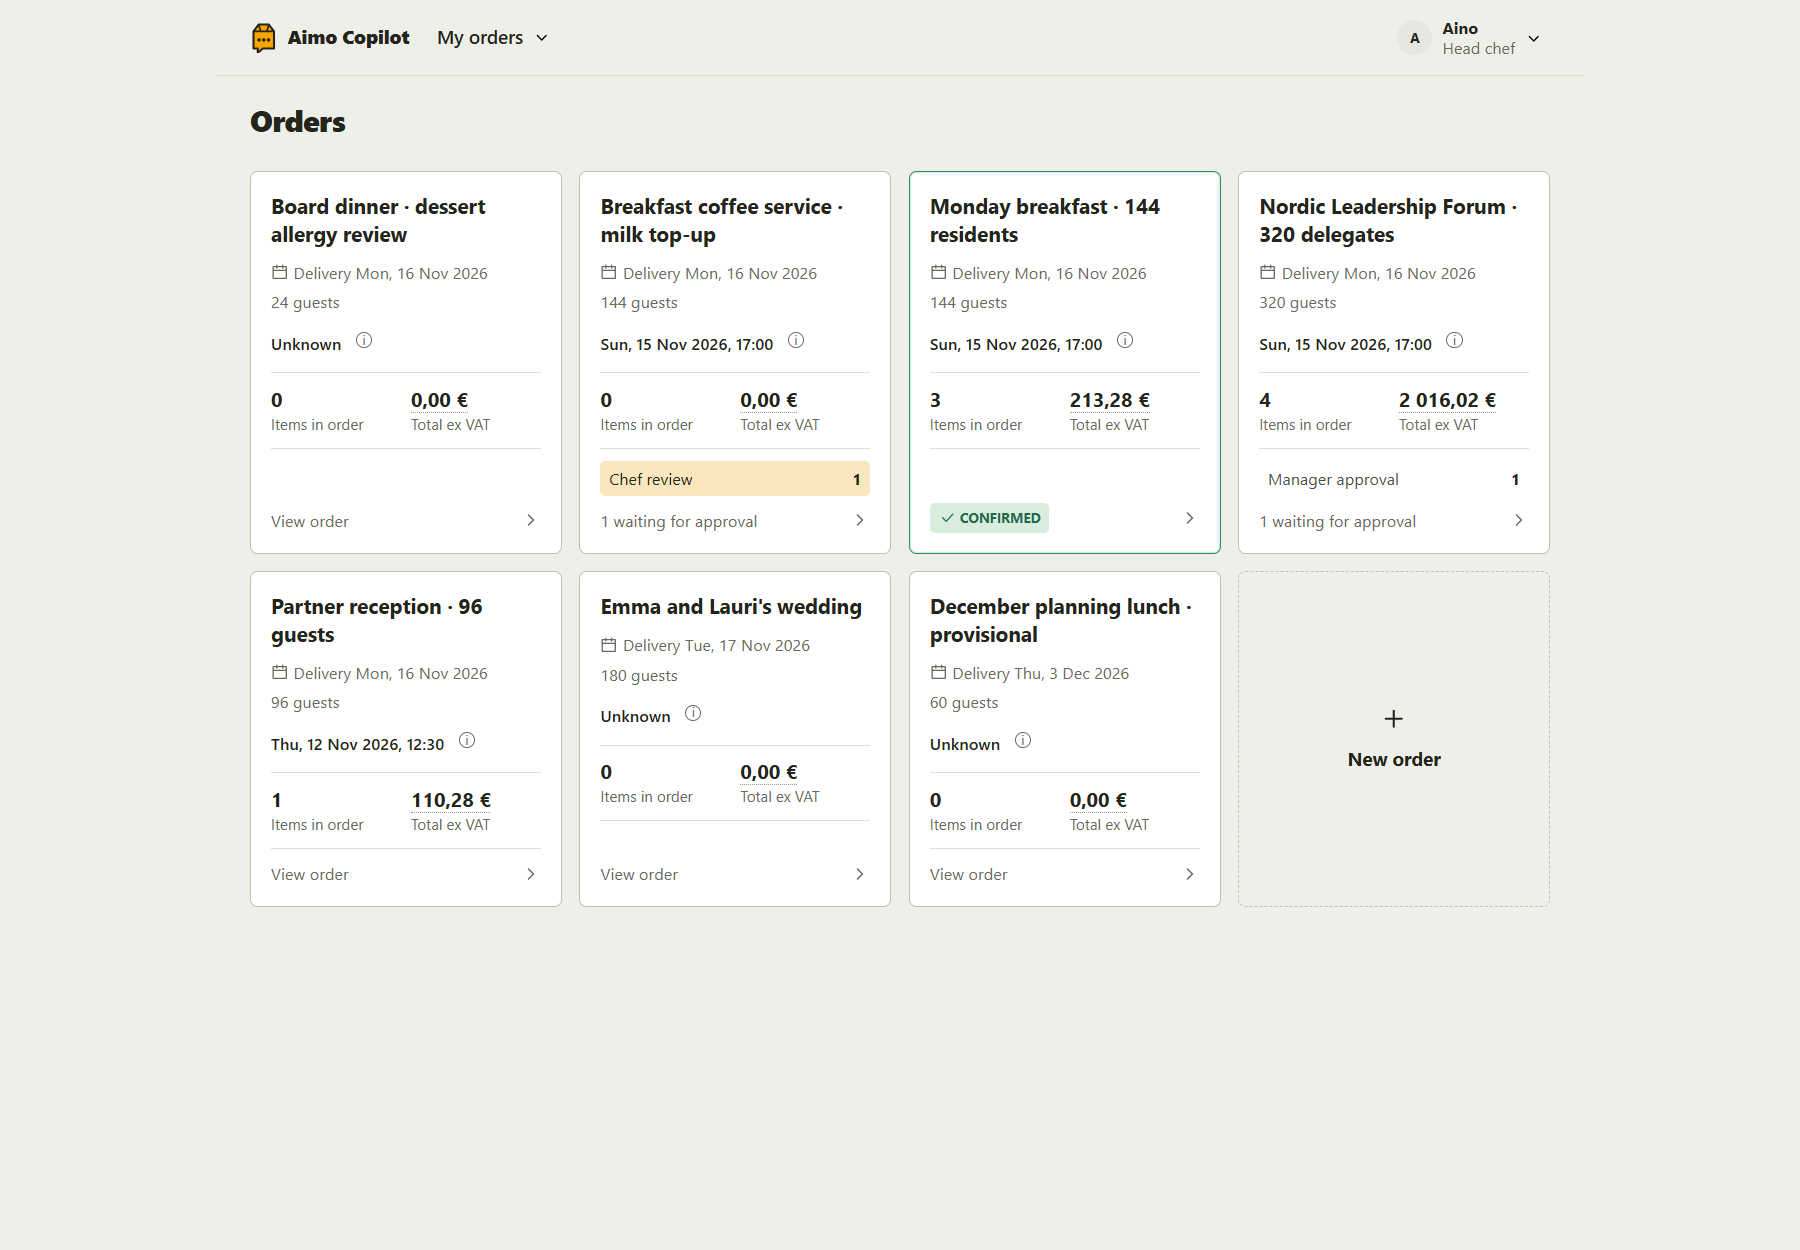 Aimo Copilot
My orders
A
Aino
Head chef
Orders
Board dinner · dessert
allergy review
Delivery Mon, 16 Nov 2026
24 guests
Unknown
0
Items in order
0,00 €
Total ex VAT
View order
Breakfast coffee service ·
milk top-up
Delivery Mon, 16 Nov 2026
144 guests
Sun, 15 Nov 2026, 17:00
0
Items in order
0,00 €
Total ex VAT
Chef review 1
1 waiting for approval
Monday breakfast · 144
residents
Delivery Mon, 16 Nov 2026
144 guests
Sun, 15 Nov 2026, 17:00
3
Items in order
213,28 €
Total ex VAT
CONFIRMED
Nordic Leadership Forum ·
320 delegates
Delivery Mon, 16 Nov 2026
320 guests
Sun, 15 Nov 2026, 17:00
4
Items in order
2 016,02 €
Total ex VAT
Manager approval 1
1 waiting for approval
Partner reception · 96
guests
Delivery Mon, 16 Nov 2026
96 guests
Thu, 12 Nov 2026, 12:30
1
Items in order
110,28 €
Total ex VAT
View order
Emma and Lauri's wedding
Delivery Tue, 17 Nov 2026
180 guests
Unknown
0
Items in order
0,00 €
Total ex VAT
View order
December planning lunch ·
provisional
Delivery Thu, 3 Dec 2026
60 guests
Unknown
0
Items in order
0,00 €
Total ex VAT
View order
New order